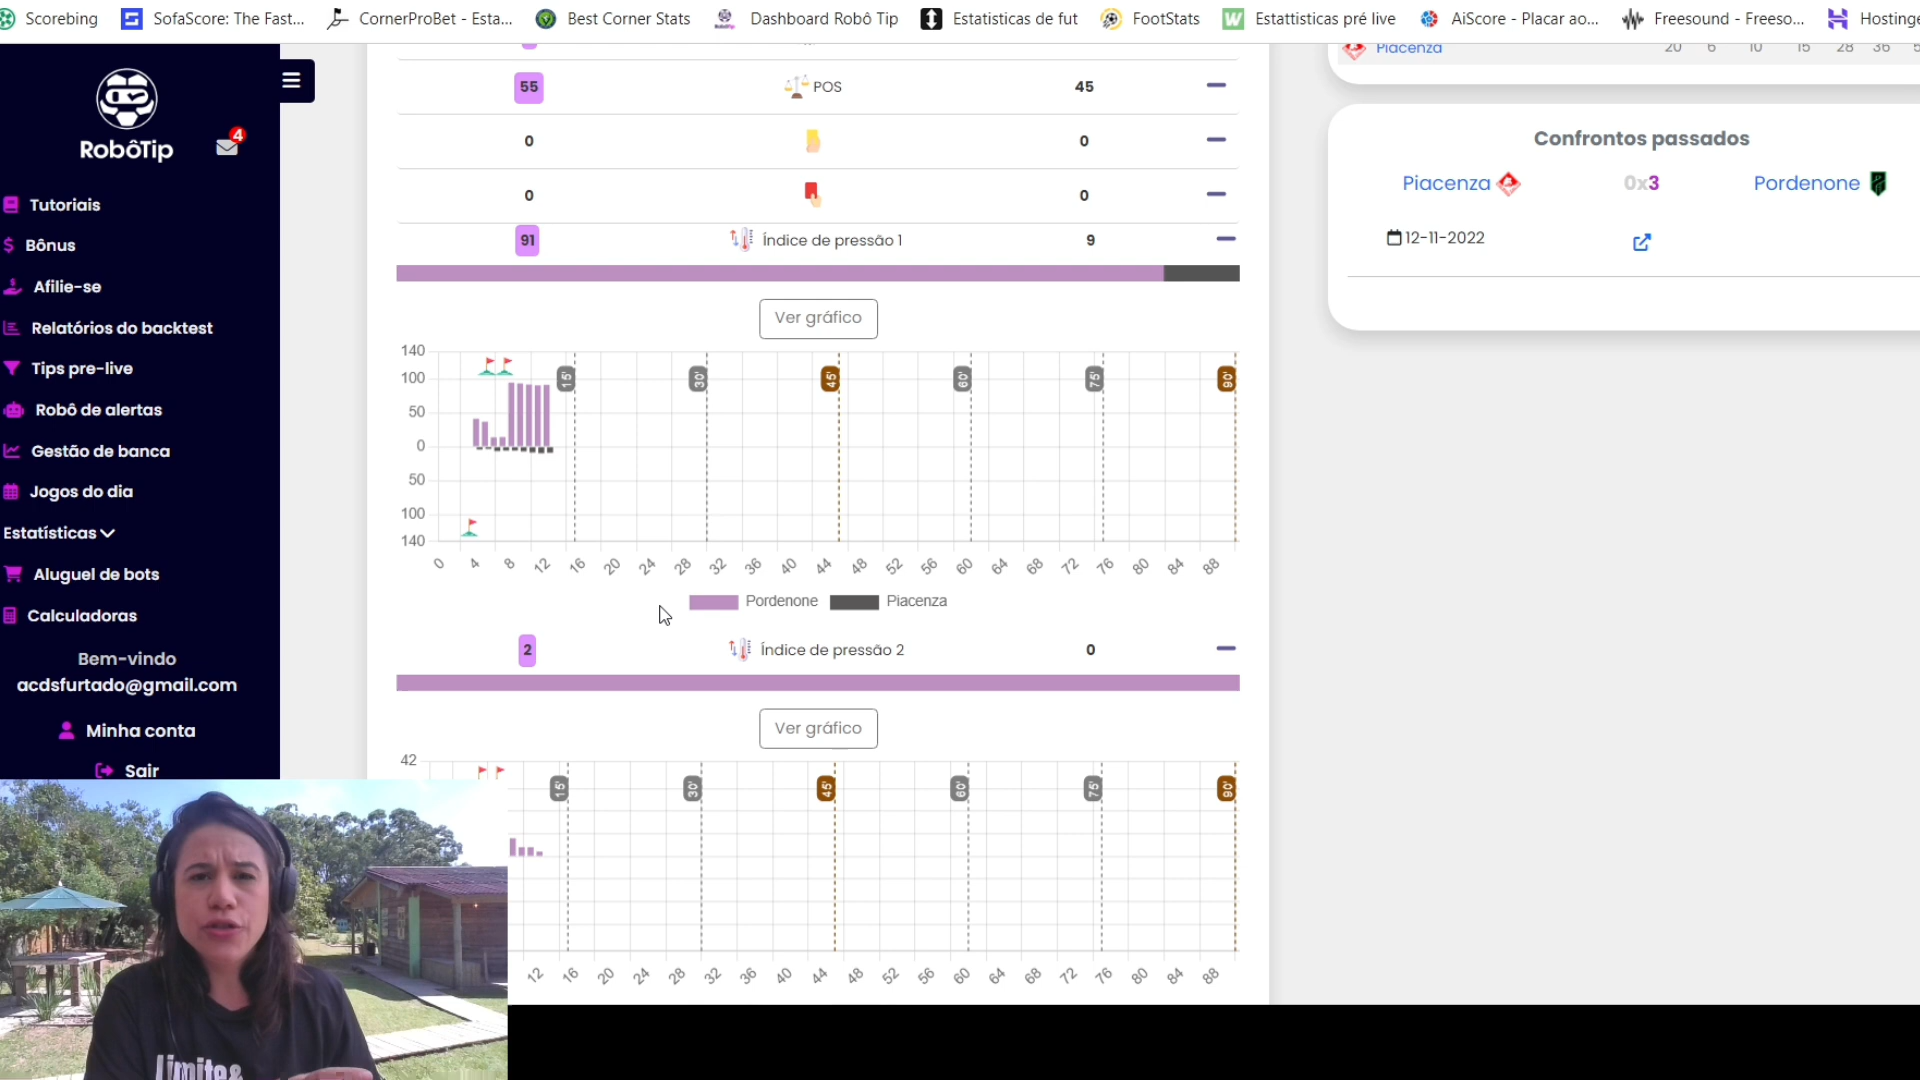 Scorebing SofaScore: The Fast... CornerProBet - Esta... Best Corner Stats Dashboard Robô Tip Estatisticas de fut FootStats Estattisticas pré live AiScore - Placar ao... Freesound - Freeso... Hostinge
RobôTip
4
Tutoriais
Bônus
Afilie-se
Relatórios do backtest
Tips pre-live
Robô de alertas
Gestão de banca
Jogos do dia
Estatísticas
Aluguel de bots
Calculadoras
Bem-vindo
acdsfurtado@gmail.com
Minha conta
Sair
55 POS 45
0 0
0 0
91 Índice de pressão 1 9
Ver gráfico
140
100
50
0
50
100
140
15' 30' 45' 60' 75' 90'
0 4 8 12 16 20 24 28 32 36 40 44 48 52 56 60 64 68 72 76 80 84 88
Pordenone Piacenza
2 Índice de pressão 2 0
Ver gráfico
42
15' 30' 45' 60' 75' 90'
12 16 20 24 28 32 36 40 44 48 52 56 60 64 68 72 76 80 84 88
Piacenza 20 6 10 15 28 36
Confrontos passados
Piacenza 0x3 Pordenone
12-11-2022
Limite&